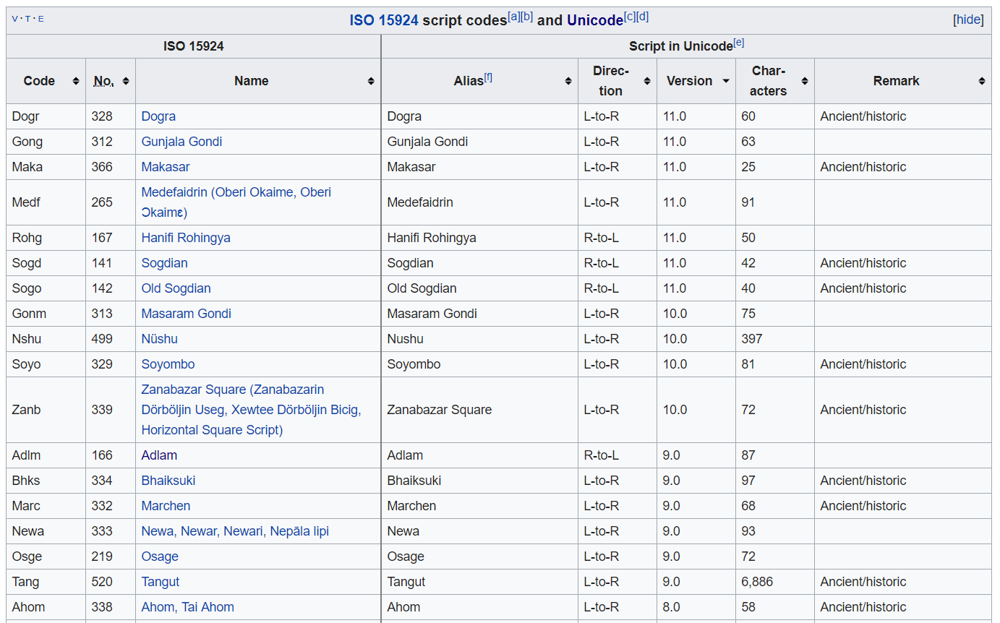 V · T · E
ISO 15924 script codes[a][b] and Unicode[c][d]
[hide]
ISO 15924 Script in Unicode[e]
Code No. Name Alias[f] Direc-
tion Version Char-
acters Remark
Dogr 328 Dogra Dogra L-to-R 11.0 60 Ancient/historic
Gong 312 Gunjala Gondi Gunjala Gondi L-to-R 11.0 63
Maka 366 Makasar Makasar L-to-R 11.0 25 Ancient/historic
Medf 265 Medefaidrin (Oberi Okaime, Oberi
Ɔkaimɛ) Medefaidrin L-to-R 11.0 91
Rohg 167 Hanifi Rohingya Hanifi Rohingya R-to-L 11.0 50
Sogd 141 Sogdian Sogdian R-to-L 11.0 42 Ancient/historic
Sogo 142 Old Sogdian Old Sogdian R-to-L 11.0 40 Ancient/historic
Gonm 313 Masaram Gondi Masaram Gondi L-to-R 10.0 75
Nshu 499 Nüshu Nushu L-to-R 10.0 397
Soyo 329 Soyombo Soyombo L-to-R 10.0 81 Ancient/historic
Zanb 339 Zanabazar Square (Zanabazarin
Dörböljin Useg, Xewtee Dörböljin Bicig,
Horizontal Square Script) Zanabazar Square L-to-R 10.0 72 Ancient/historic
Adlm 166 Adlam Adlam R-to-L 9.0 87
Bhks 334 Bhaiksuki Bhaiksuki L-to-R 9.0 97 Ancient/historic
Marc 332 Marchen Marchen L-to-R 9.0 68 Ancient/historic
Newa 333 Newa, Newar, Newari, Nepāla lipi Newa L-to-R 9.0 93
Osge 219 Osage Osage L-to-R 9.0 72
Tang 520 Tangut Tangut L-to-R 9.0 6,886 Ancient/historic
Ahom 338 Ahom, Tai Ahom Ahom L-to-R 8.0 58 Ancient/historic